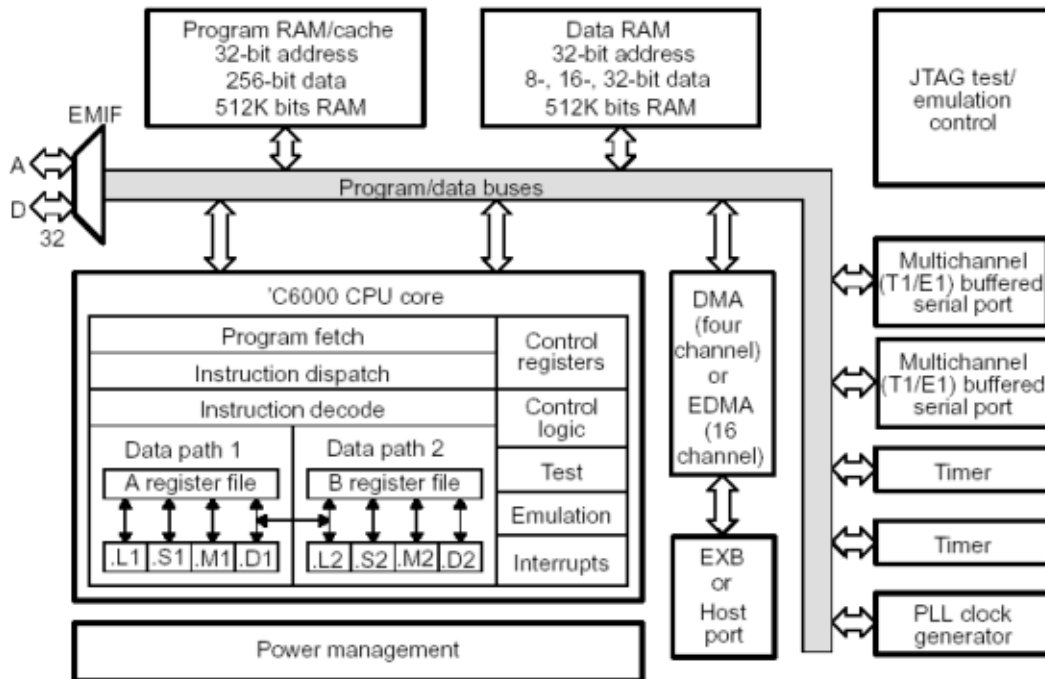 Program RAM/cache
32-bit address
256-bit data
512K bits RAM
Data RAM
32-bit address
8-, 16-, 32-bit data
512K bits RAM
JTAG test/
emulation
control
EMIF
A
D
32
Program/data buses
'C6000 CPU core
Program fetch
Instruction dispatch
Instruction decode
Control
registers
Control
logic
Test
Emulation
Interrupts
Data path 1
A register file
.L1 .S1 .M1 .D1
Data path 2
B register file
.L2 .S2 .M2 .D2
DMA
(four
channel)
or
EDMA
(16
channel)
EXB
or
Host
port
Multichannel
(T1/E1) buffered
serial port
Multichannel
(T1/E1) buffered
serial port
Timer
Timer
PLL clock
generator
Power management